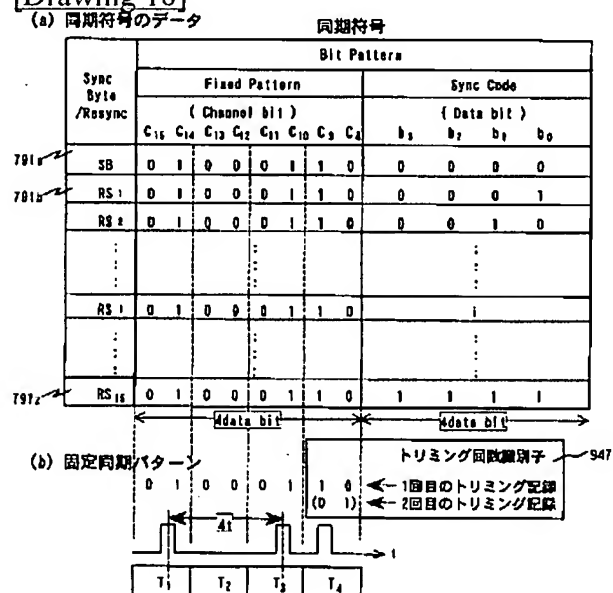 [Drawing 16]
(a) 同期符号のデータ
同期符号
Sync Byte /Resync
Bit Pattern
Fixed Pattern
Sync Code
( Channel bit )
( Data bit )
C15 C14 C13 C12 C11 C10 C9 C8 b3 b2 b1 b0
791a SB 0 1 0 0 0 1 1 0 0 0 0 0
791b RS 1 0 1 0 0 0 1 1 0 0 0 0 1
RS 2 0 1 0 0 0 1 1 0 0 0 1 0
RS i 0 1 0 0 0 1 1 0 i
791z RS 15 0 1 0 0 0 1 1 0 1 1 1 1
4data bit 4data bit
(b) 固定同期パターン
トリミング回数識別子 947
0 1 0 0 0 1 1 0 ←1回目のトリミング記録
(0 1) ←2回目のトリミング記録
4t
t
T1 T2 T3 T4